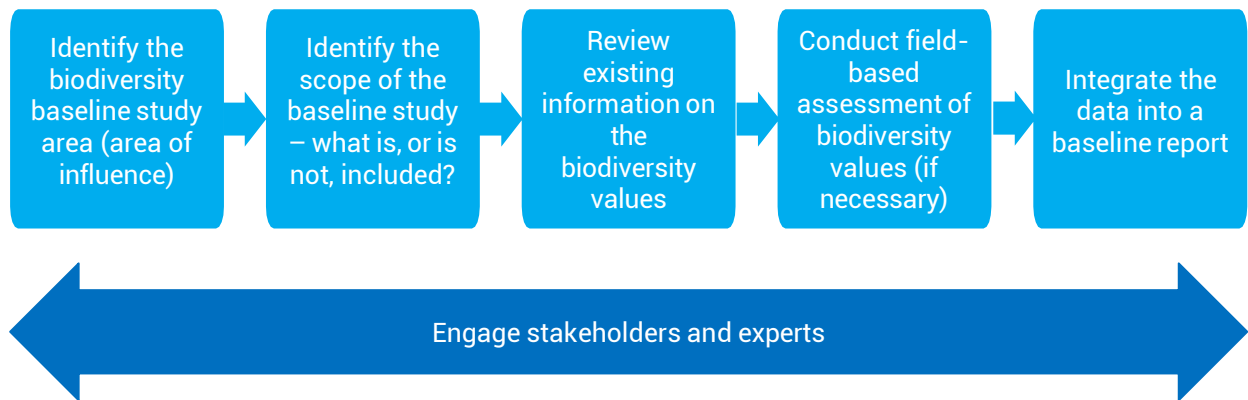 Identify the
biodiversity
baseline study
area (area of
influence)
Identify the
scope of the
baseline study
– what is, or is
not, included?
Review
existing
information on
the
biodiversity
values
Conduct field-
based
assessment of
biodiversity
values (if
necessary)
Integrate the
data into a
baseline report
Engage stakeholders and experts